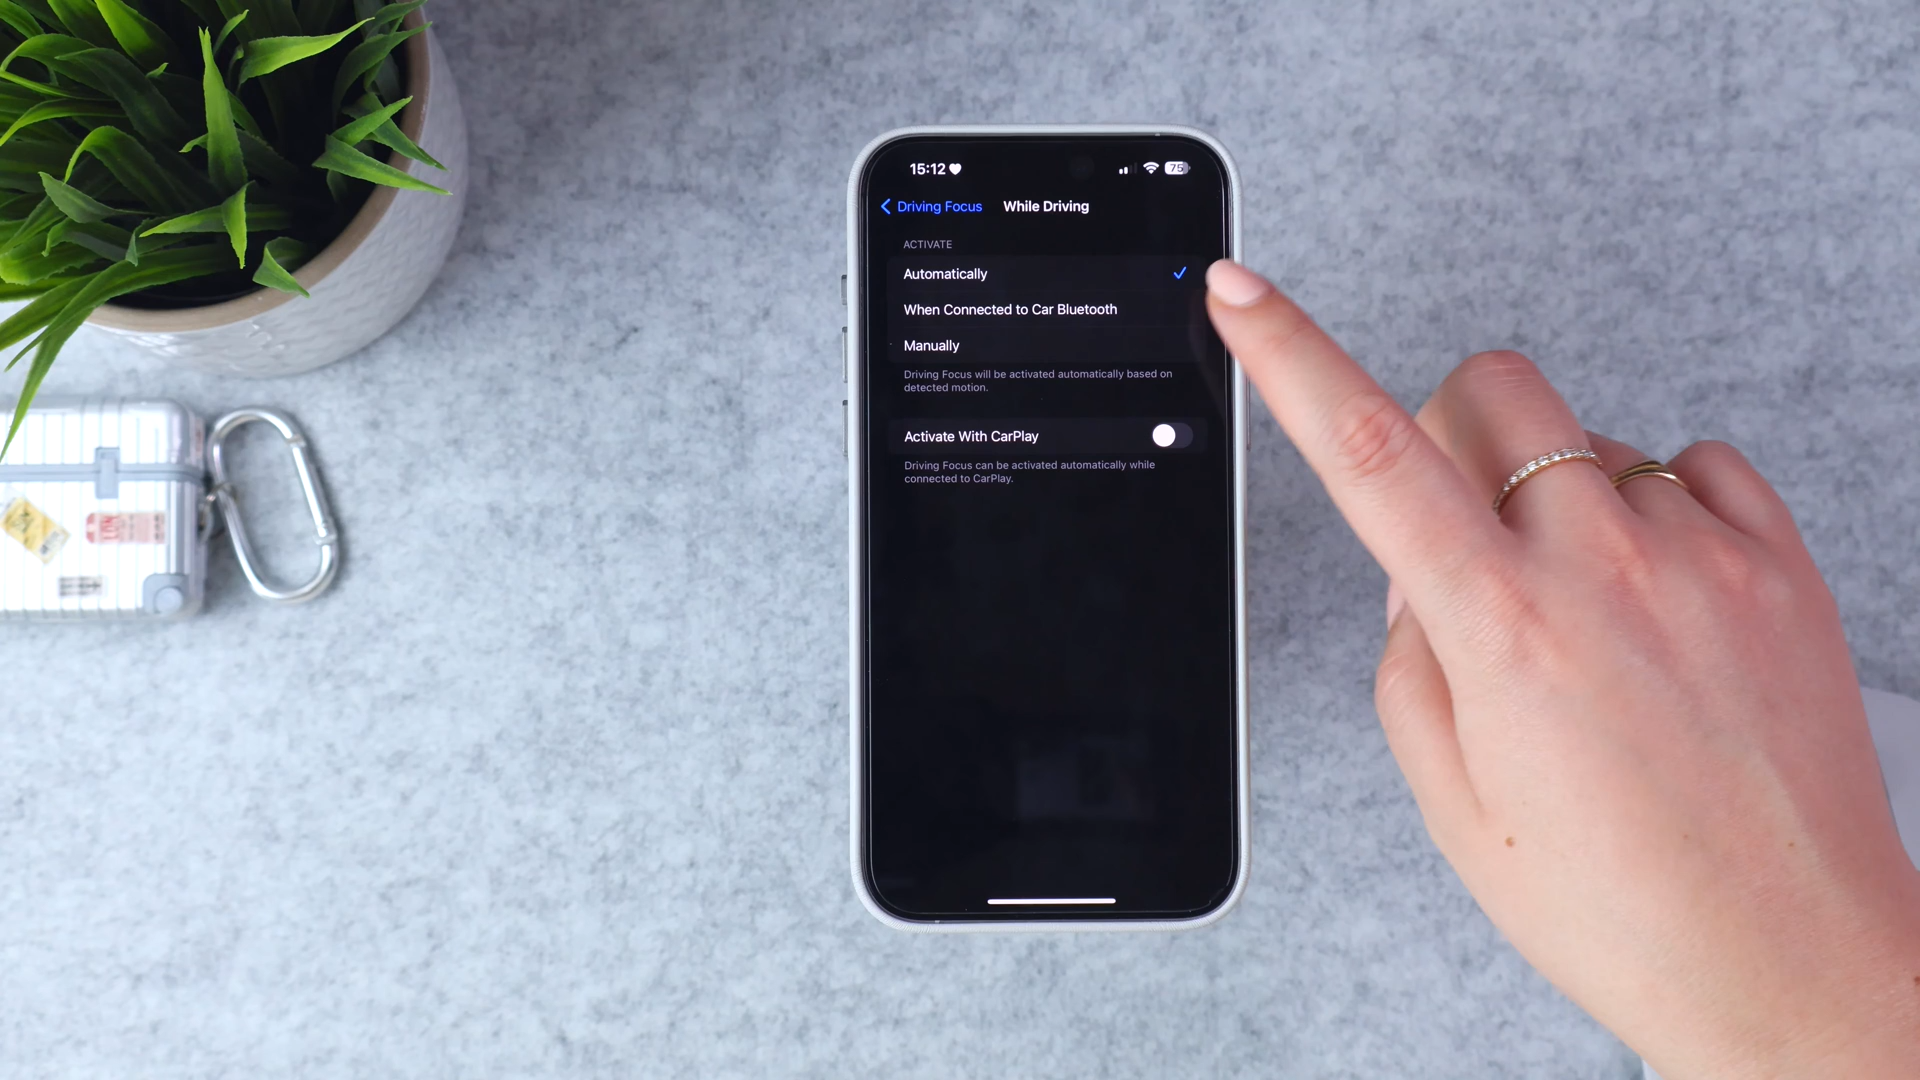 15:12
75
Driving Focus
While Driving
ACTIVATE
Automatically
When Connected to Car Bluetooth
Manually
Driving Focus will be activated automatically based on
detected motion.
Activate With CarPlay
Driving Focus can be activated automatically while
connected to CarPlay.